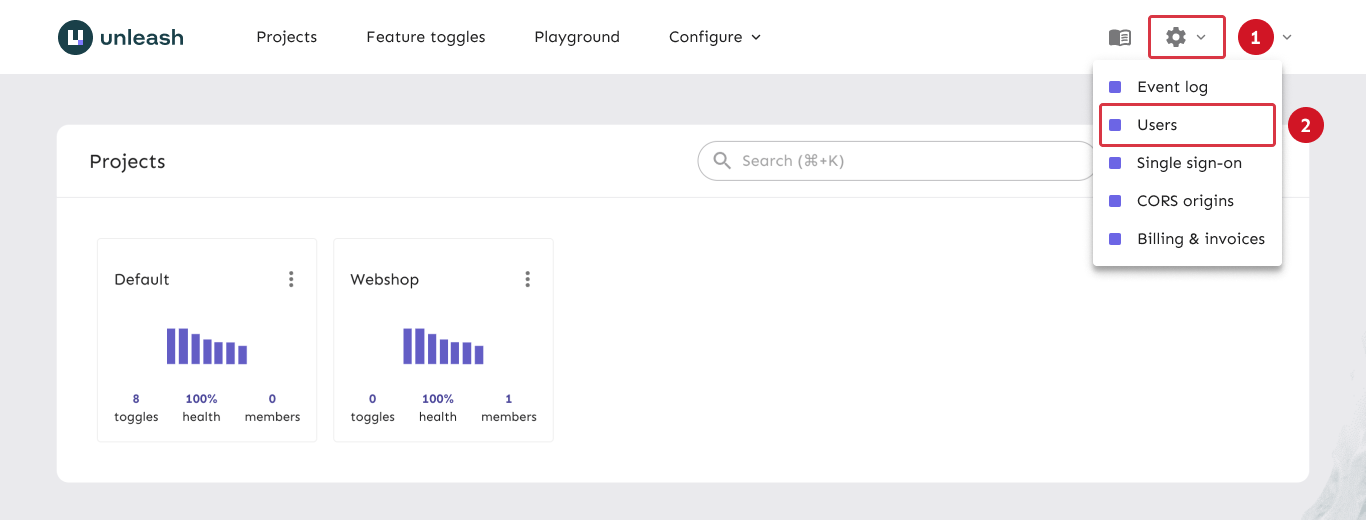 unleash Projects Feature toggles Playground Configure 1
Event log
Users 2
Single sign-on
CORS origins
Billing & invoices
Projects Search (⌘+K)
Default
8 100% 0
toggles health members
Webshop
0 100% 1
toggles health members